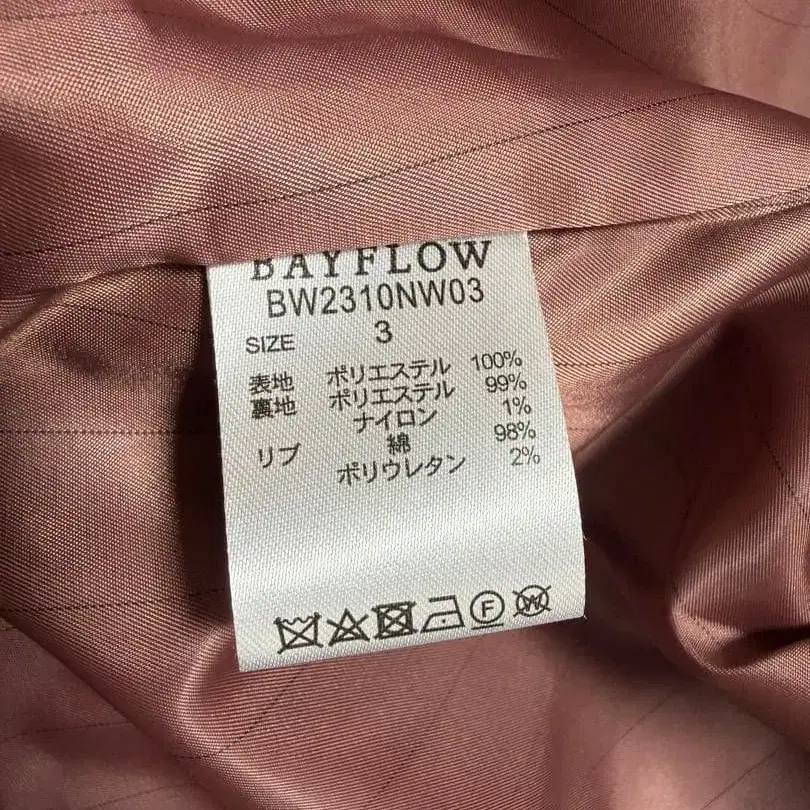 BAYFLOW
BW2310NW03
SIZE 3
表地 ポリエステル 100%
裏地 ポリエステル 99%
ナイロン 1%
リブ 綿 98%
ポリウレタン 2%
F W